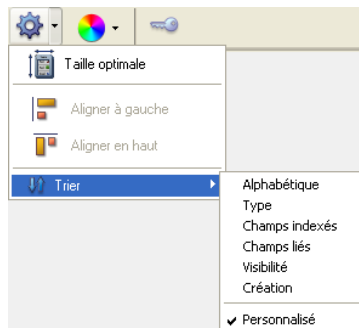 Taille optimale
Aligner à gauche
Aligner en haut
Trier
Alphabétique
Type
Champs indexés
Champs liés
Visibilité
Création
Personnalisé